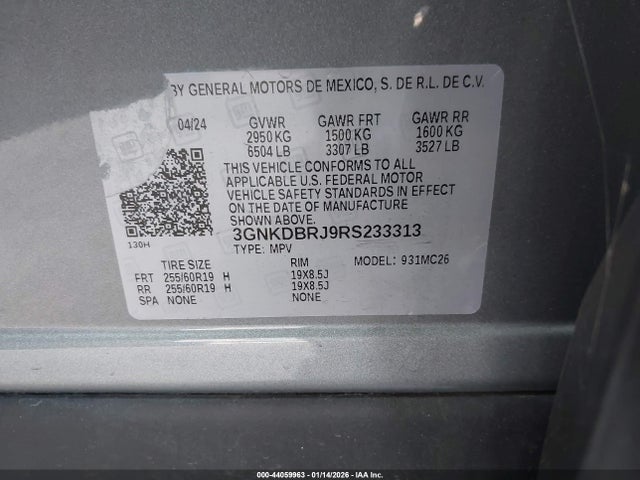 BY GENERAL MOTORS DE MEXICO, S. DE R.L. DE C.V.
04/24 GVWR GAWR FRT GAWR RR
2950 KG 1500 KG 1600 KG
6504 LB 3307 LB 3527 LB
THIS VEHICLE CONFORMS TO ALL
APPLICABLE U.S. FEDERAL MOTOR
VEHICLE SAFETY STANDARDS IN EFFECT
ON THE DATE OF MANUFACTURE
SHOWN ABOVE.
3GNKDBRJ9RS233313
130H TYPE: MPV
TIRE SIZE RIM MODEL: 931MC26
FRT 255/60R19 H 19X8.5J
RR 255/60R19 H 19X8.5J
SPA NONE NONE
000-44059963 - 01/14/2026 - IAA Inc.